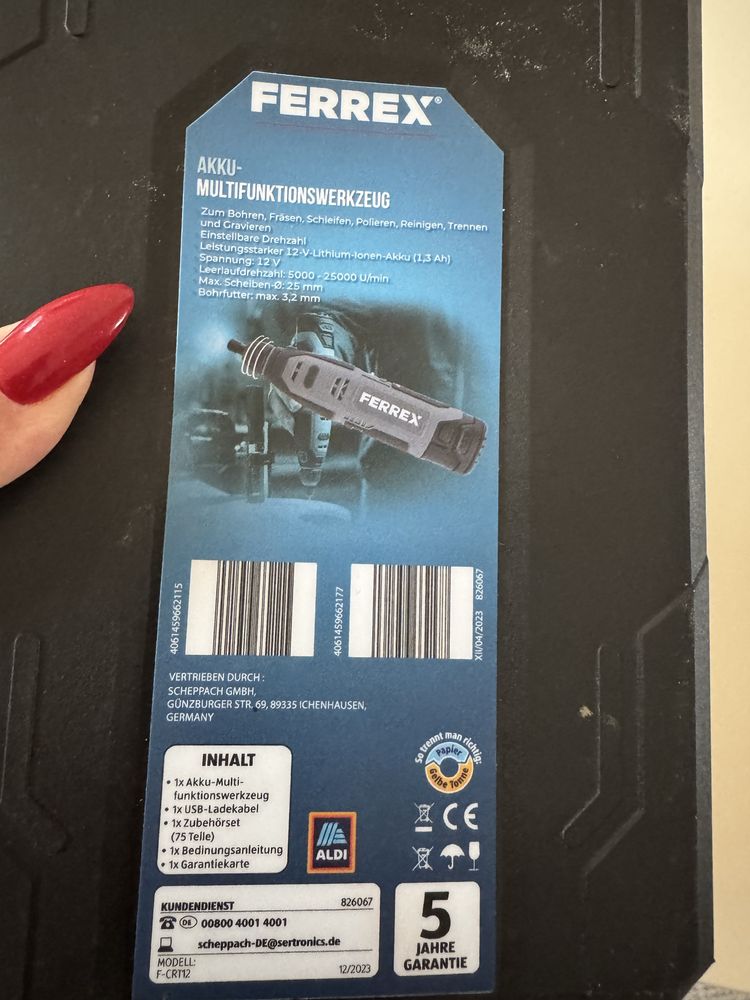 FERREX®
AKKU-
MULTIFUNKTIONSWERKZEUG
Zum Bohren, Fräsen, Schleifen, Polieren, Reinigen, Trennen
und Gravieren
Einstellbare Drehzahl
Leistungsstarker 12-V-Lithium-Ionen-Akku (1,3 Ah)
Spannung: 12 V
Leerlaufdrehzahl: 5000 - 25000 U/min
Max. Scheiben-Ø: 25 mm
Bohrfutter: max. 3,2 mm
FERREX
4061459662115
4061459662177
XII/04/2023 826067
VERTRIEBEN DURCH :
SCHEPPACH GMBH,
GÜNZBURGER STR. 69, 89335 ICHENHAUSEN,
GERMANY
So trennt man richtig:
Papier
Gelbe Tonne
INHALT
• 1x Akku-Multi-
funktionswerkzeug
• 1x USB-Ladekabel
• 1x Zubehörset
(75 Teile)
• 1x Bedinungsanleitung
• 1x Garantiekarte
ALDI
CE
KUNDENDIENST 826067
DE 00800 4001 4001
scheppach-DE@sertronics.de
MODELL:
F-CRT12 12/2023
5
JAHRE
GARANTIE